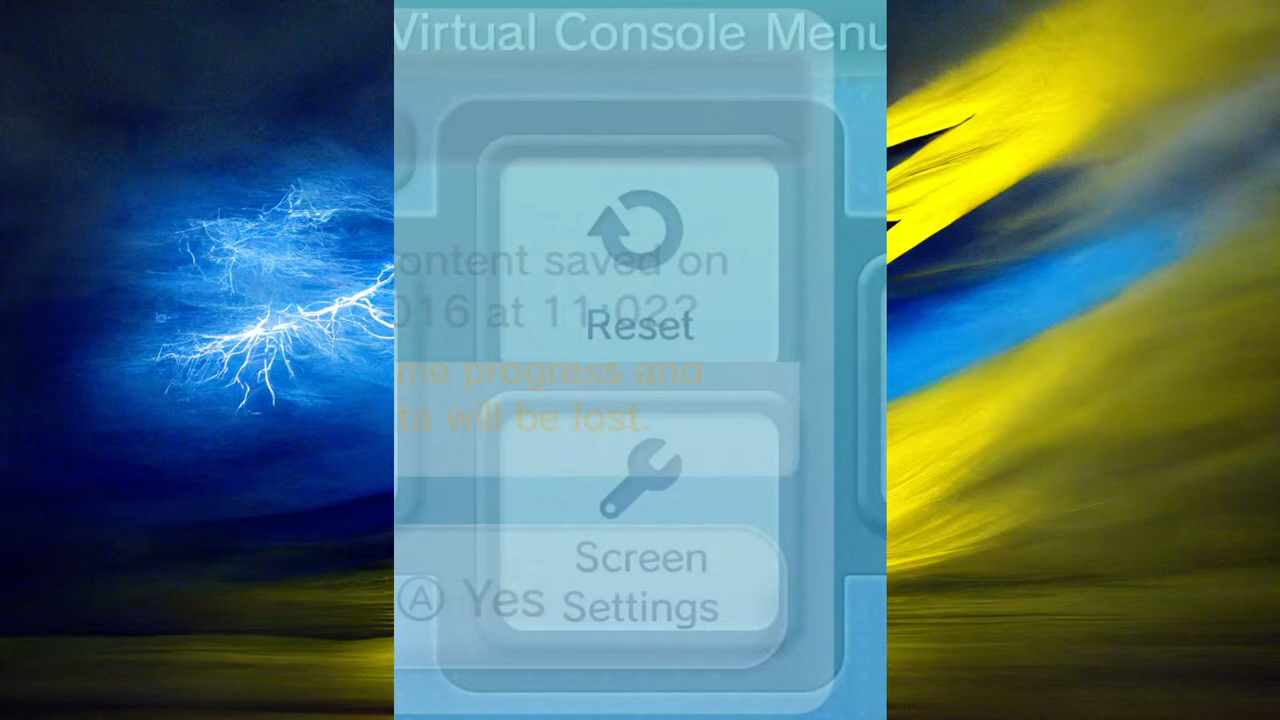 Virtual Console Menu
ontent saved on
016 at 11:02?
Reset
me progress and
ta will be lost.
Screen
Settings
Ⓐ Yes